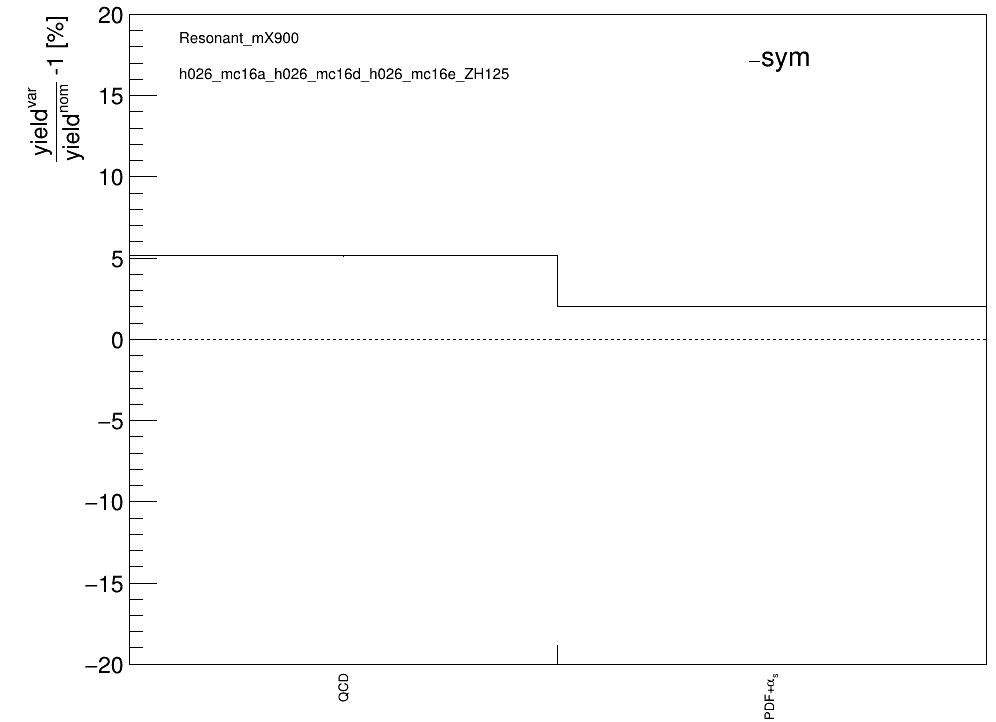 yield^var
yield^nom -1 [%]
Resonant_mX900
h026_mc16a_h026_mc16d_h026_mc16e_ZH125
sym
20
15
10
5
0
−5
−10
−15
−20
QCD
PDF+α_s